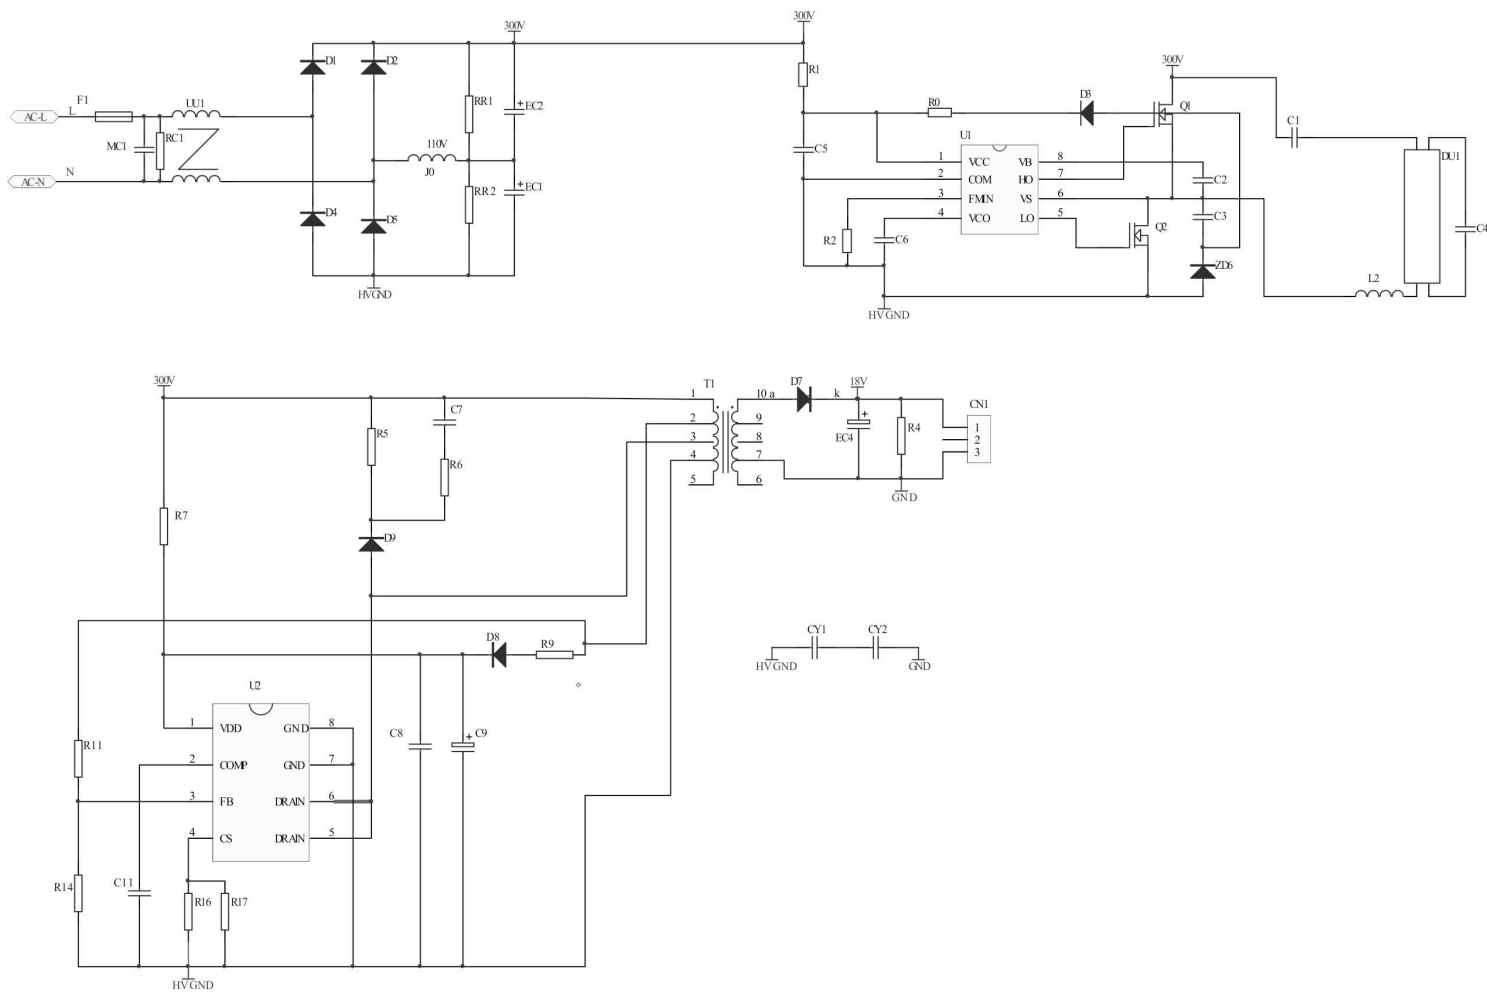 300V
D1
D2
F1
UU1
AC-L
L
MC1
RC1
RR1
EC2
110V
J0
AC-N
N
RR2
EC1
D4
D5
HVGND
300V
R1
300V
R0
D3
Q1
C1
U1
C5
1 VCC VB 8
2 COM HO 7
3 FMIN VS 6
4 VCO LO 5
C2
C3
Q2
R2
C6
ZD6
DU1
C4
L2
HVGND
300V
C7
R5
R6
R7
D9
T1
1
2
3
4
5
10 a
9
8
7
6
D7
k
18V
EC4
R4
CN1
1
2
3
GND
D8
R9
CY1
CY2
HVGND
GND
U2
1 VDD GND 8
2 COMP GND 7
3 FB DRAIN 6
4 CS DRAIN 5
C8
C9
R11
R14
C11
R16
R17
HVGND